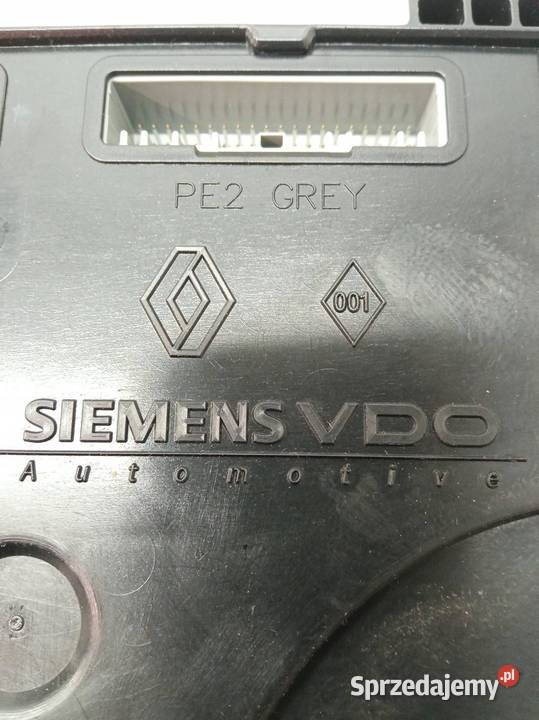 PE2 GREY
001
SIEMENS VDO
Automotive
Sprzedajemy.pl